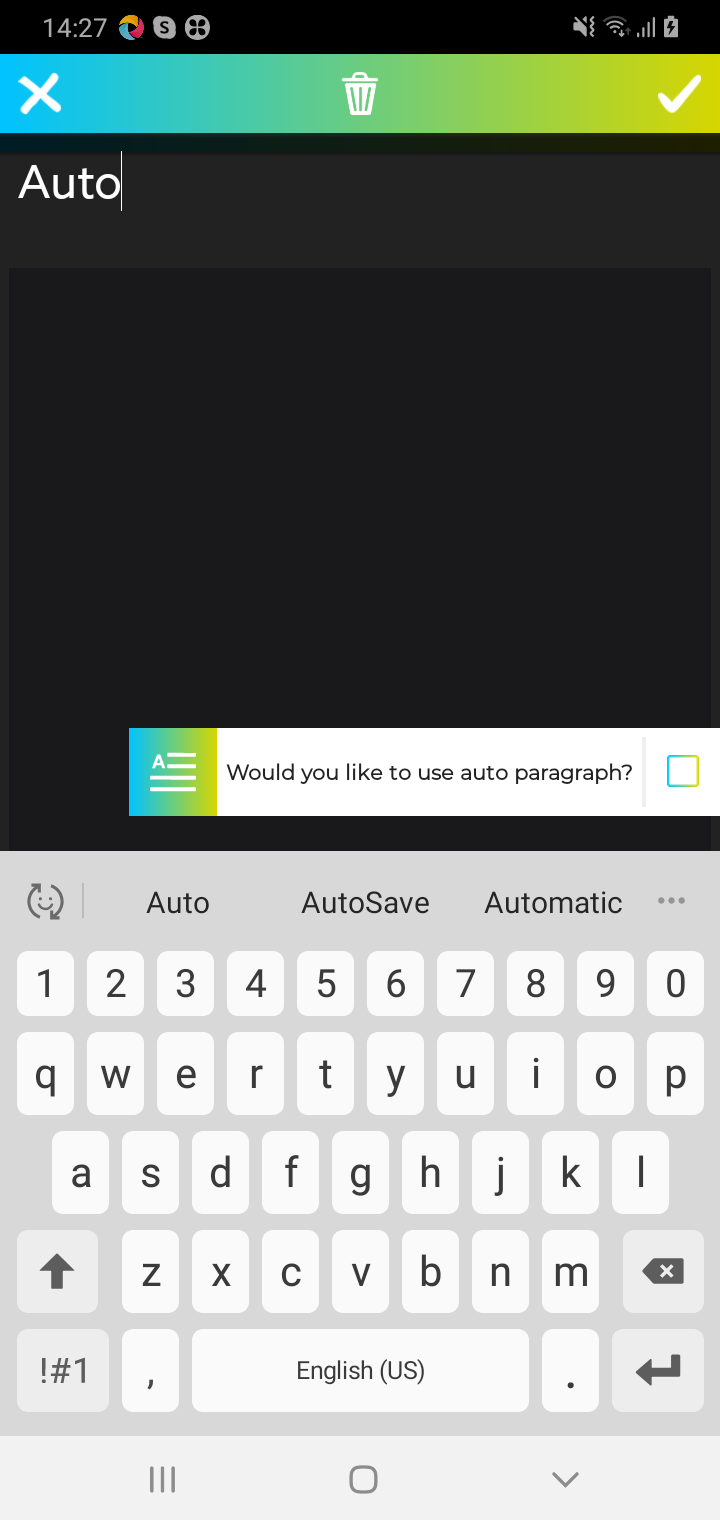 14:27
Auto
Would you like to use auto paragraph?
Auto AutoSave Automatic
1 2 3 4 5 6 7 8 9 0
q w e r t y u i o p
a s d f g h j k l
z x c v b n m
!#1 , English (US) .